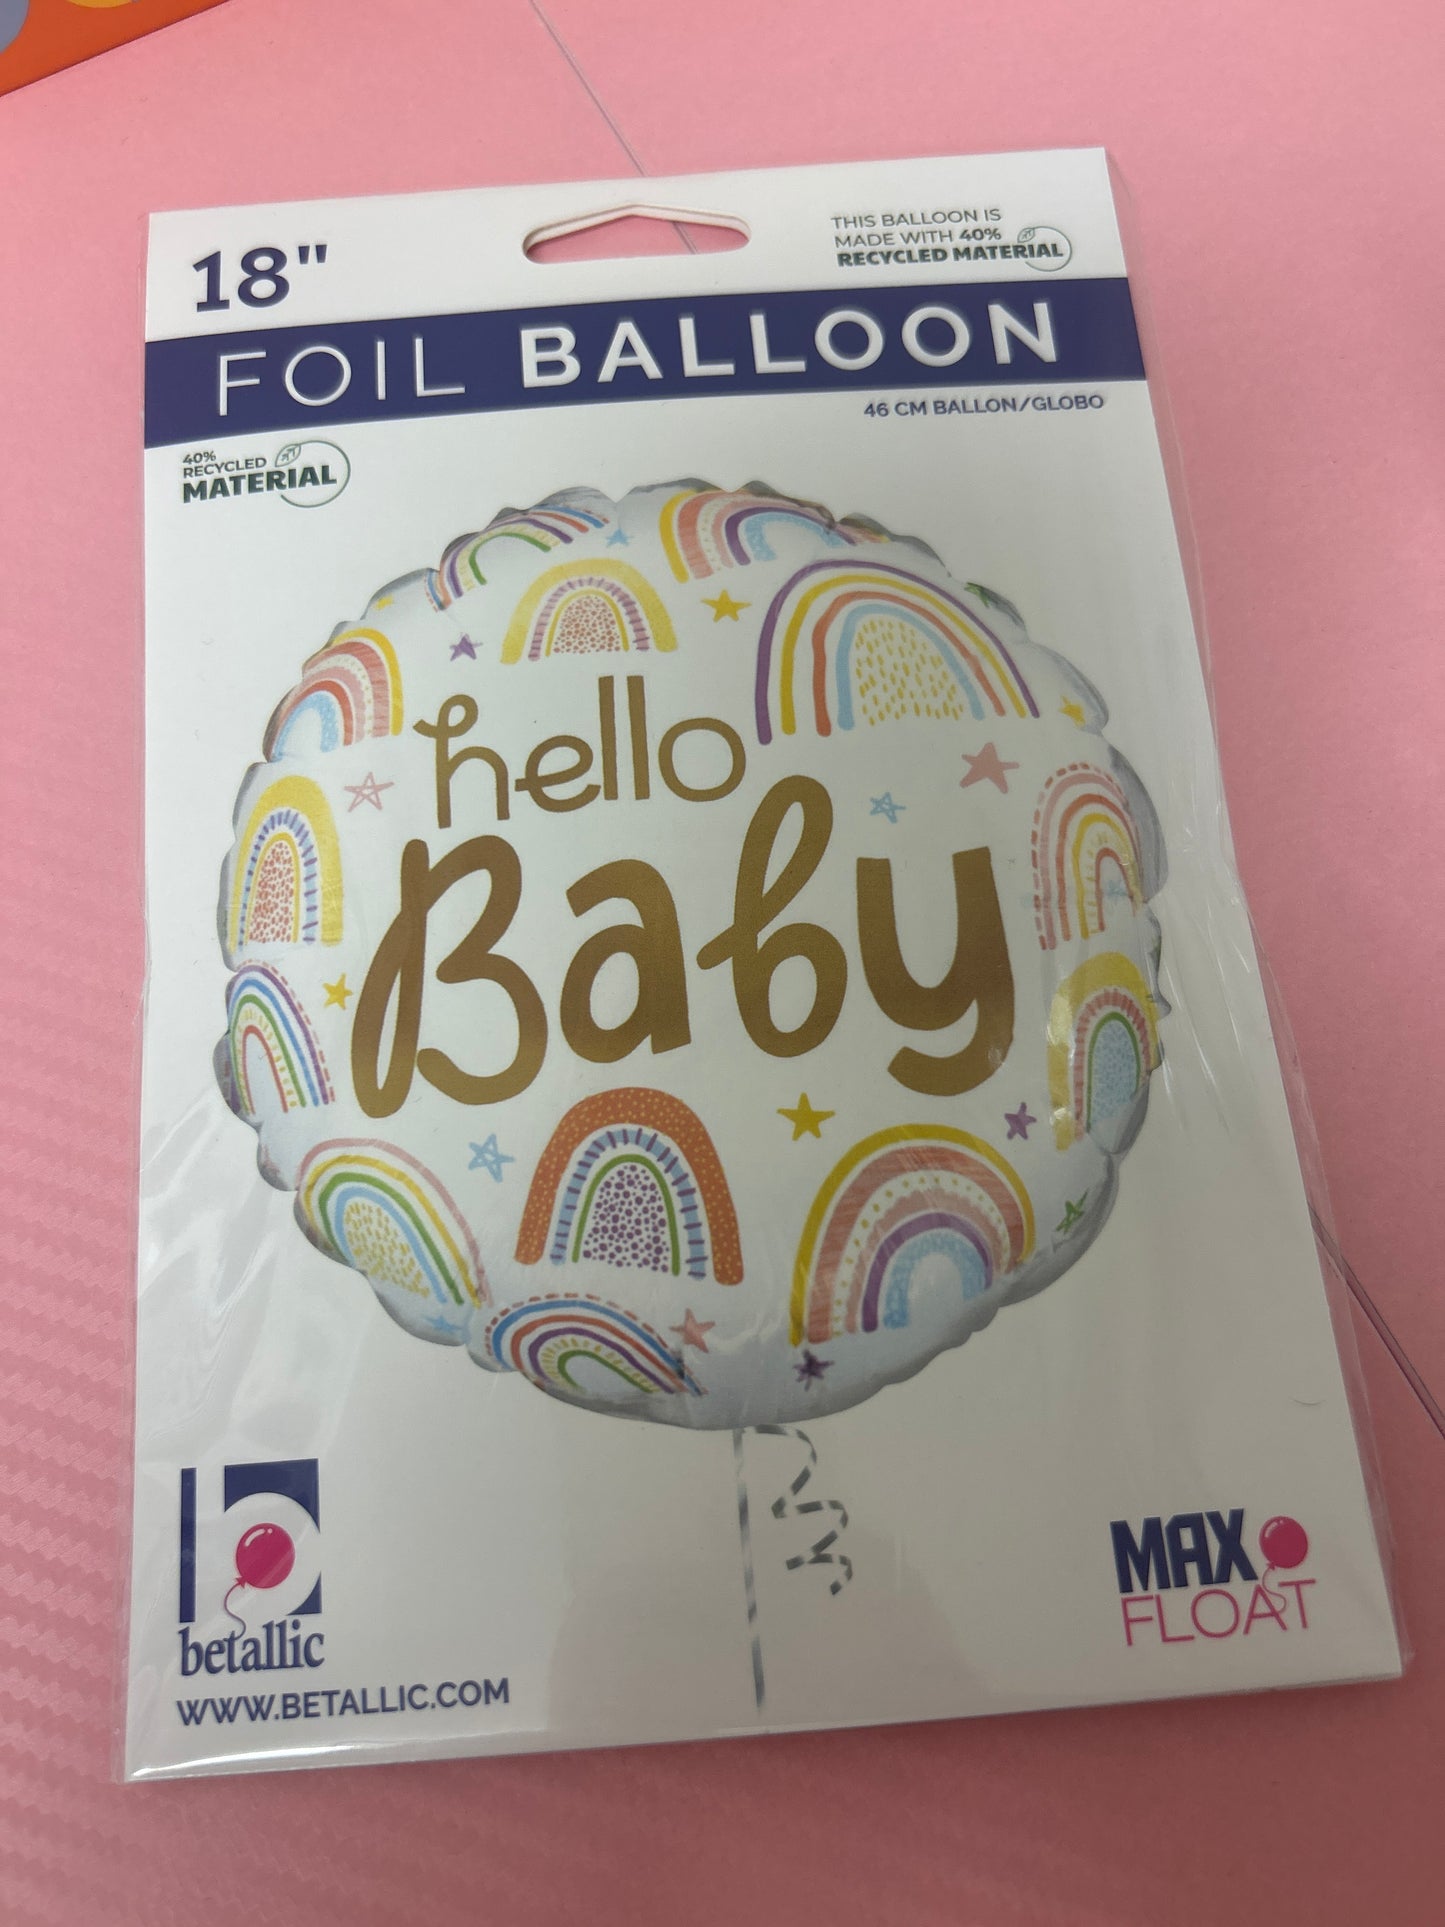 18"
THIS BALLOON IS
MADE WITH 40%
RECYCLED MATERIAL
FOIL BALLOON
46 CM BALLON/GLOBO
40%
RECYCLED
MATERIAL
hello
Baby
betallic
WWW.BETALLIC.COM
MAX
FLOAT